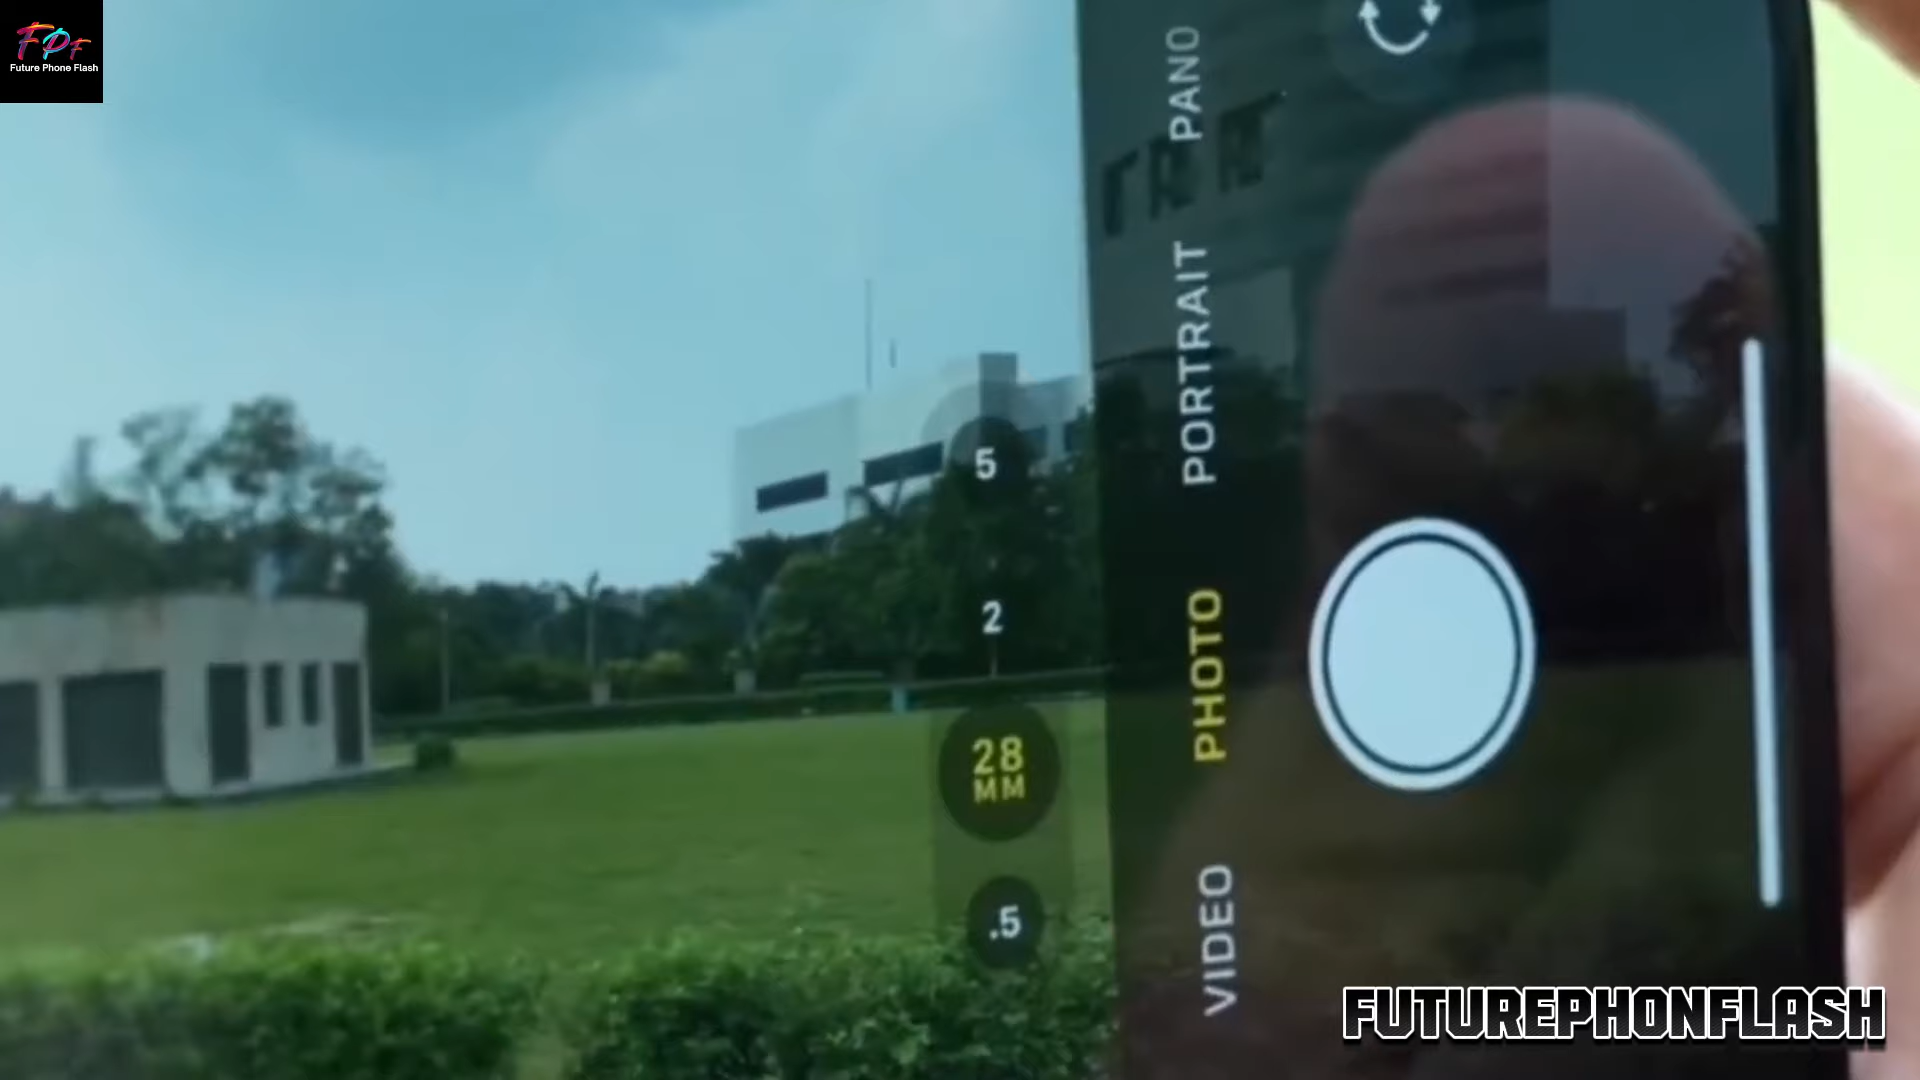 FPF
Future Phone Flash
PANO
PORTRAIT
PHOTO
VIDEO
5
2
28
MM
.5
FUTUREPHONFLASH